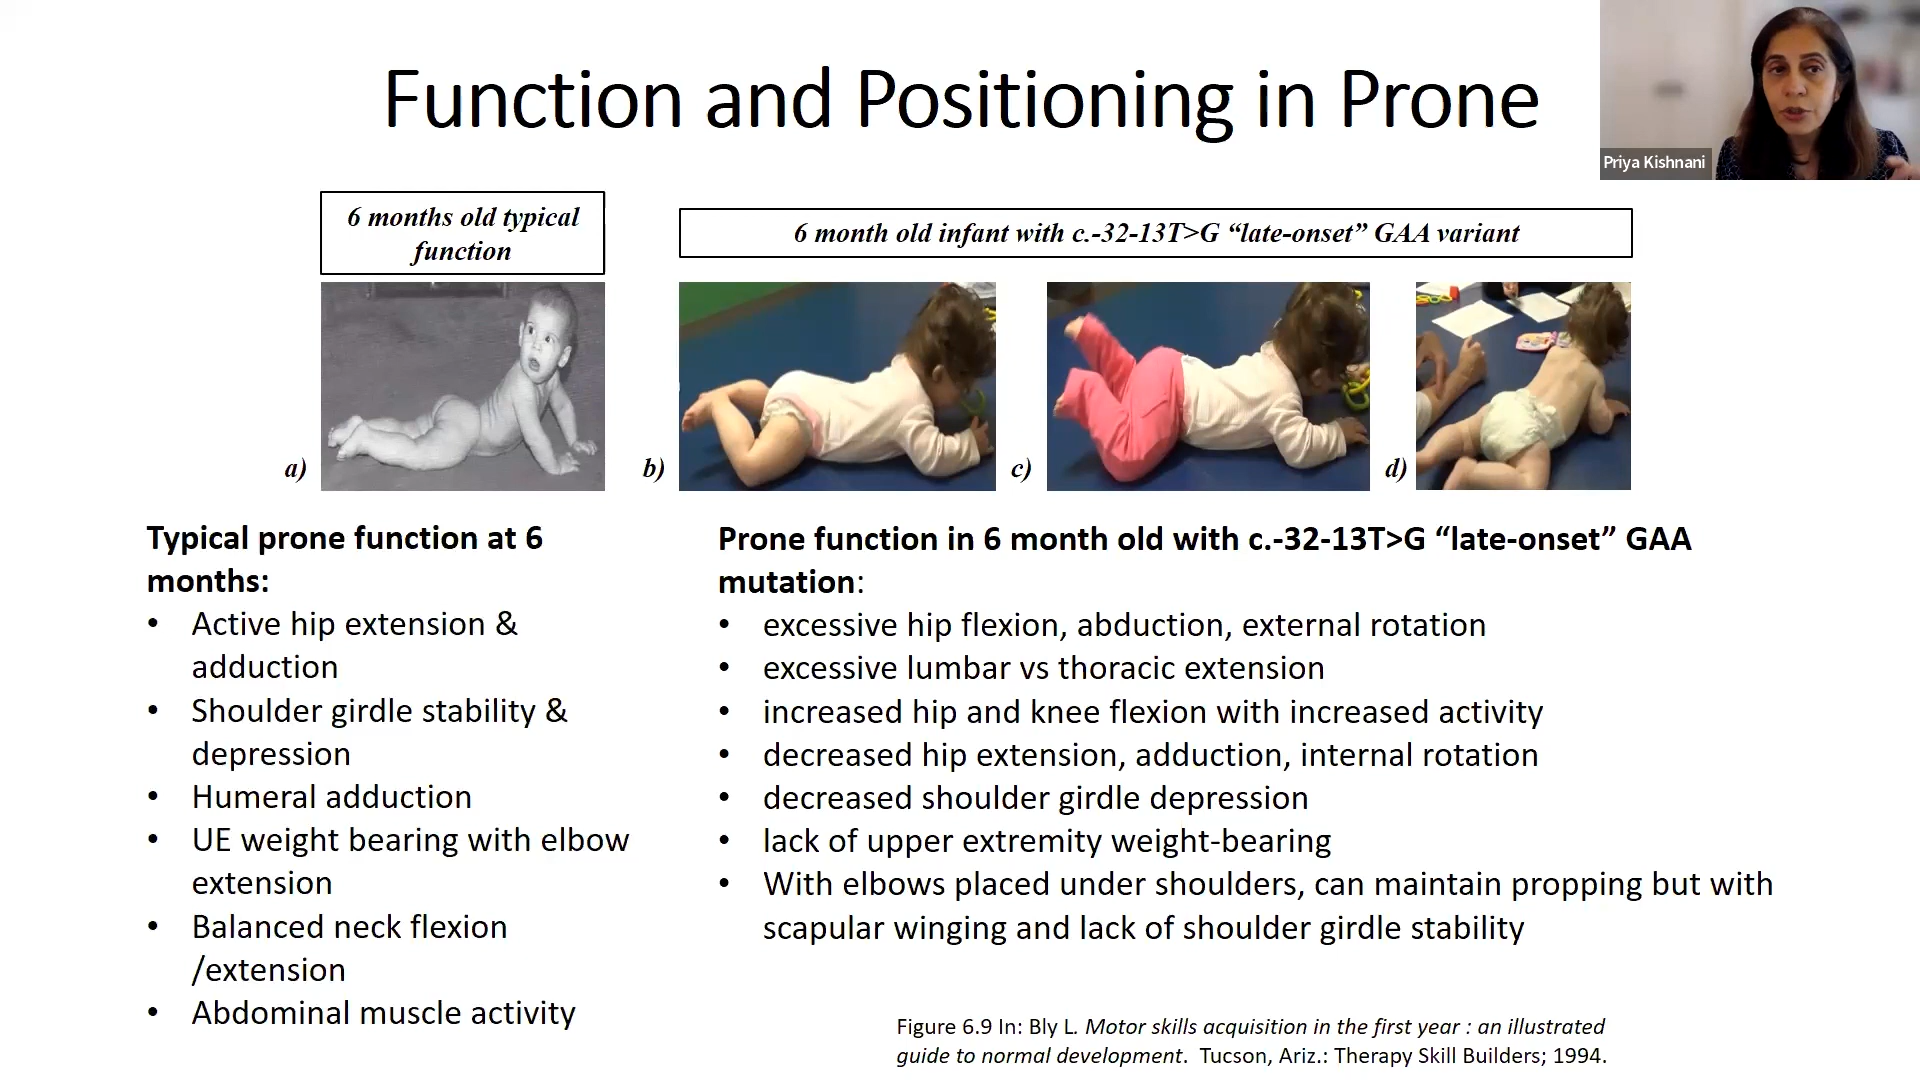 Function and Positioning in Prone
Priya Kishnani
6 months old typical
function
6 month old infant with c.-32-13T>G “late-onset” GAA variant
a)
b)
c)
d)
Typical prone function at 6
months:
• Active hip extension &
adduction
• Shoulder girdle stability &
depression
• Humeral adduction
• UE weight bearing with elbow
extension
• Balanced neck flexion
/extension
• Abdominal muscle activity
Prone function in 6 month old with c.-32-13T>G “late-onset” GAA
mutation:
• excessive hip flexion, abduction, external rotation
• excessive lumbar vs thoracic extension
• increased hip and knee flexion with increased activity
• decreased hip extension, adduction, internal rotation
• decreased shoulder girdle depression
• lack of upper extremity weight-bearing
• With elbows placed under shoulders, can maintain propping but with
scapular winging and lack of shoulder girdle stability
Figure 6.9 In: Bly L. Motor skills acquisition in the first year : an illustrated
guide to normal development. Tucson, Ariz.: Therapy Skill Builders; 1994.